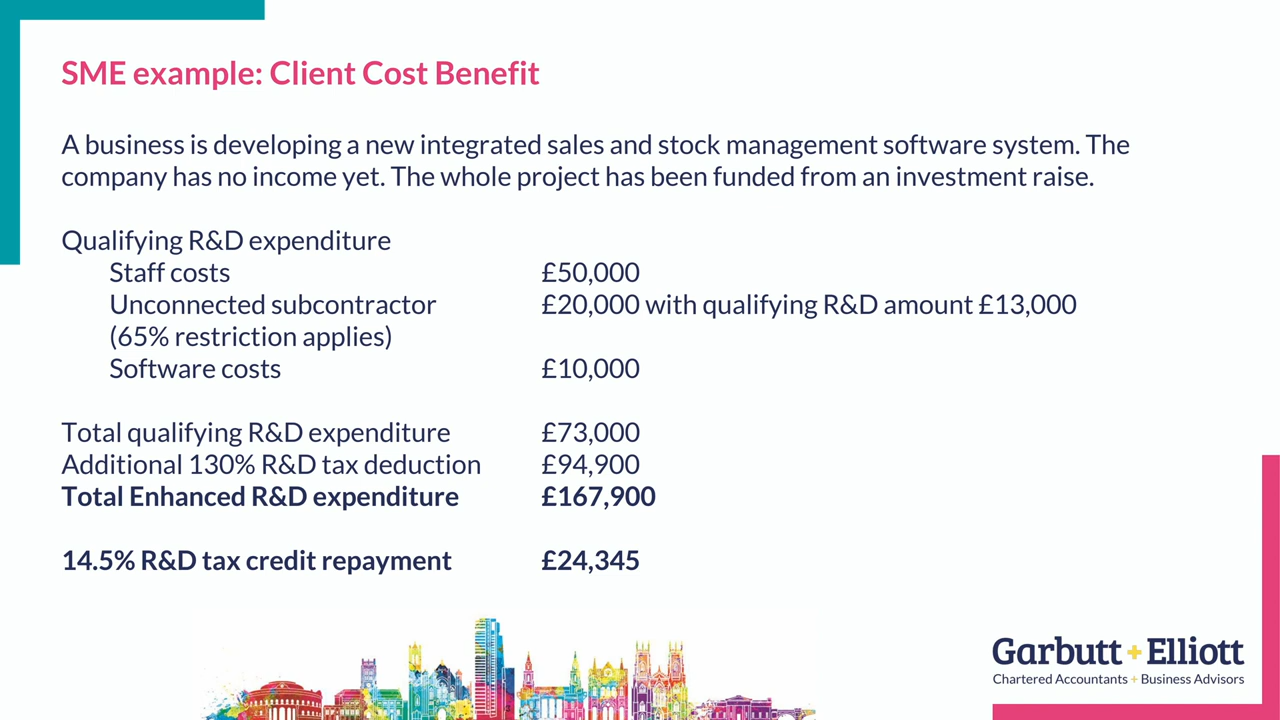 SME example: Client Cost Benefit
A business is developing a new integrated sales and stock management software system. The
company has no income yet. The whole project has been funded from an investment raise.
Qualifying R&D expenditure
Staff costs £50,000
Unconnected subcontractor £20,000 with qualifying R&D amount £13,000
(65% restriction applies)
Software costs £10,000
Total qualifying R&D expenditure £73,000
Additional 130% R&D tax deduction £94,900
Total Enhanced R&D expenditure £167,900
14.5% R&D tax credit repayment £24,345
Garbutt + Elliott
Chartered Accountants + Business Advisors